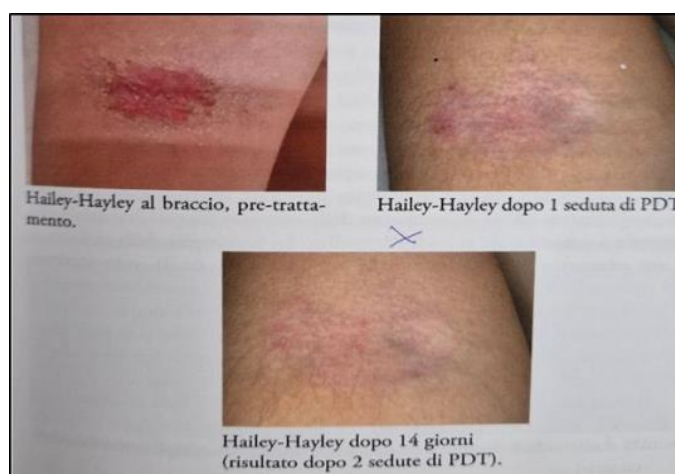 Hailey-Hayley al braccio, pre-tratta-
mento.
Hailey-Hayley dopo 1 seduta di PDT
Hailey-Hayley dopo 14 giorni
(risultato dopo 2 sedute di PDT).